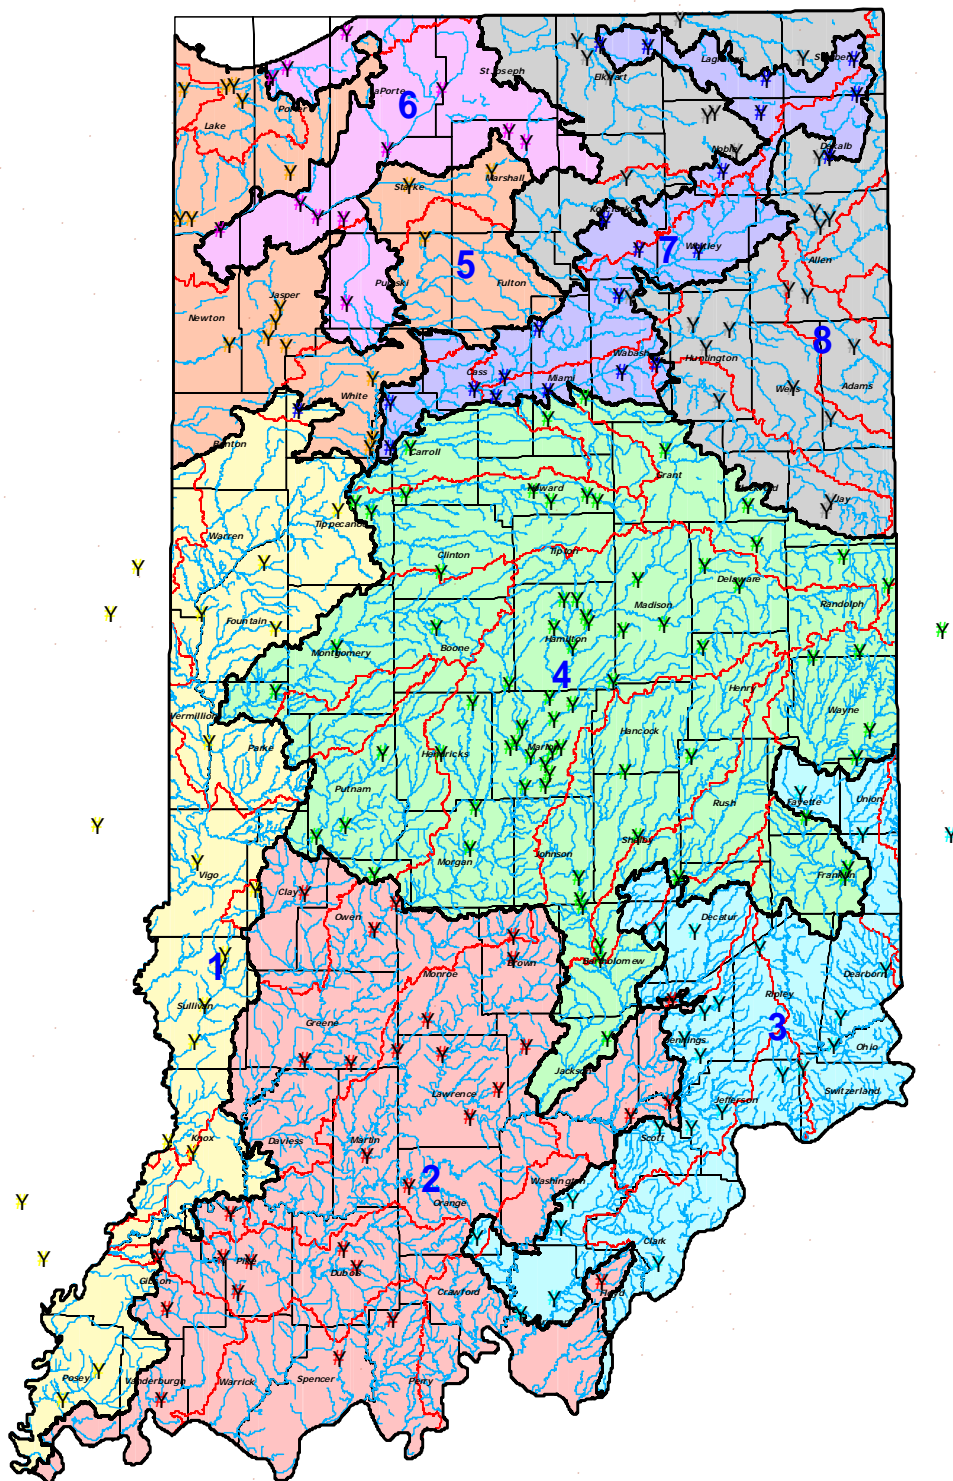 St Joseph
Elkhart
Lagrange
Steuben
LaPorte
6
Porter
Lake
Noble
Dekalb
Marshall
Starke
Kosciusko
7
Whitley
Allen
5
Pulaski
Fulton
Jasper
Newton
8
Wabash
Huntington
Cass
Miami
Wells
Adams
White
Benton
Carroll
Grant
Howard
Blackford
Jay
Tippecanoe
Warren
Clinton
Tipton
Delaware
Madison
Randolph
Fountain
Hamilton
Boone
Montgomery
4
Henry
Wayne
Vermillion
Parke
Hendricks
Marion
Hancock
Putnam
Rush
Fayette
Union
Vigo
Morgan
Johnson
Shelby
Franklin
Clay
Owen
Decatur
1
Monroe
Brown
Bartholomew
Dearborn
Sullivan
Greene
Ripley
3
Jennings
Ohio
Jackson
Lawrence
Jefferson
Switzerland
Knox
Daviess
Martin
Scott
2
Orange
Washington
Clark
Gibson
Pike
Dubois
Crawford
Floyd
Posey
Vanderburgh
Warrick
Spencer
Perry